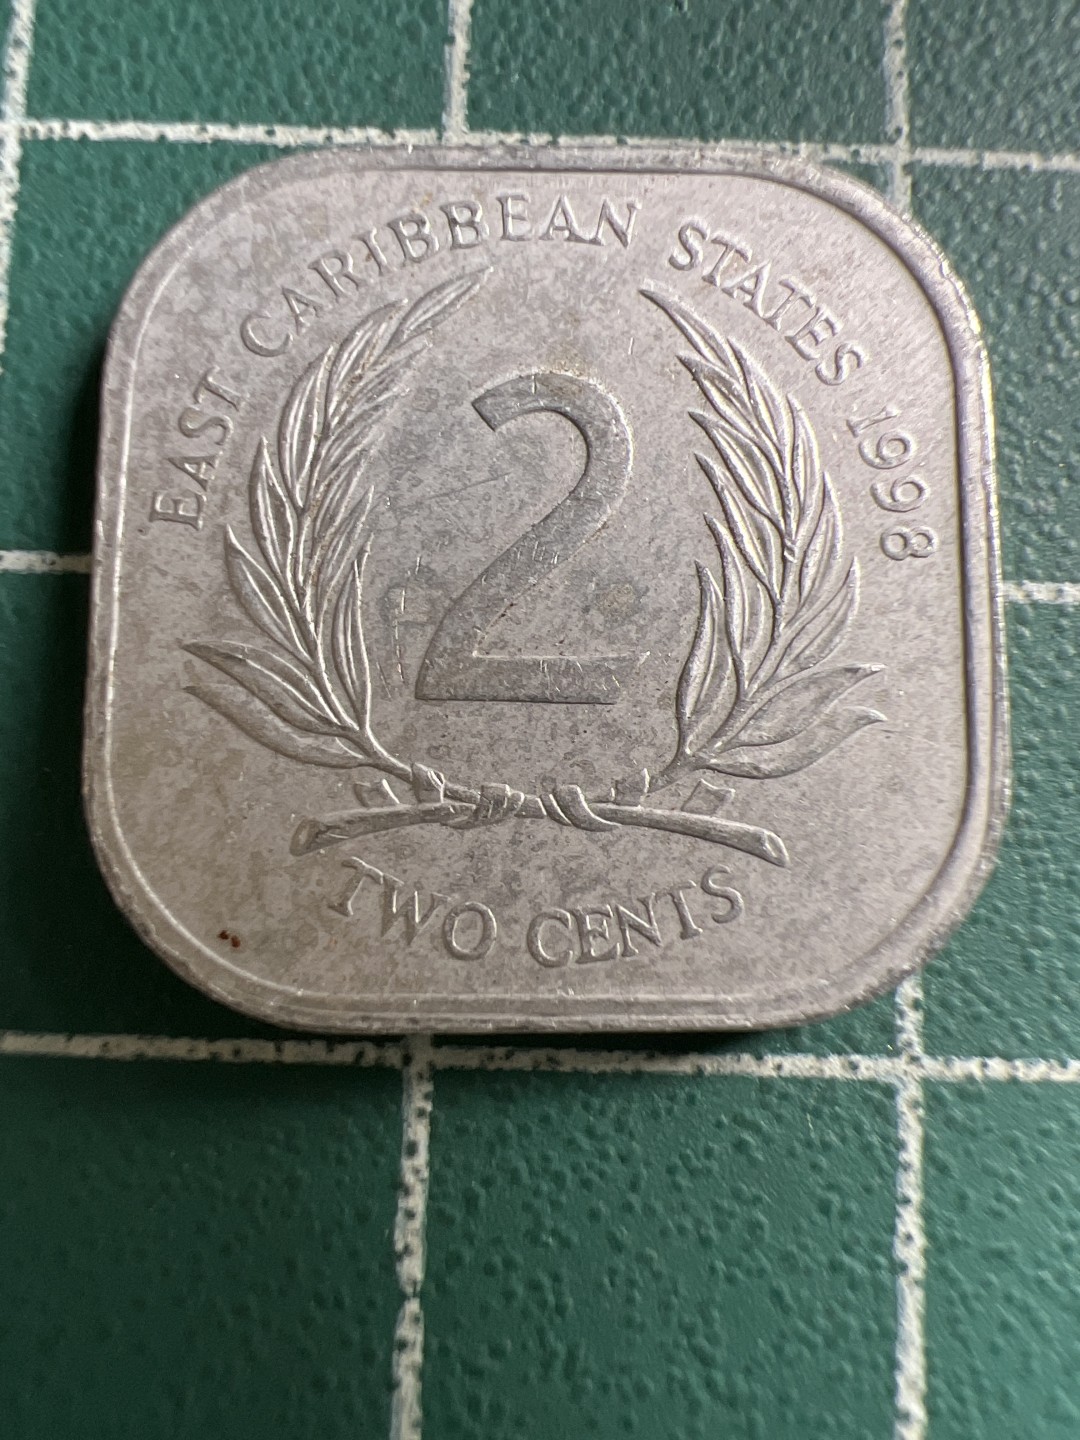 EAST CARIBBEAN STATES 1998
2
TWO CENTS